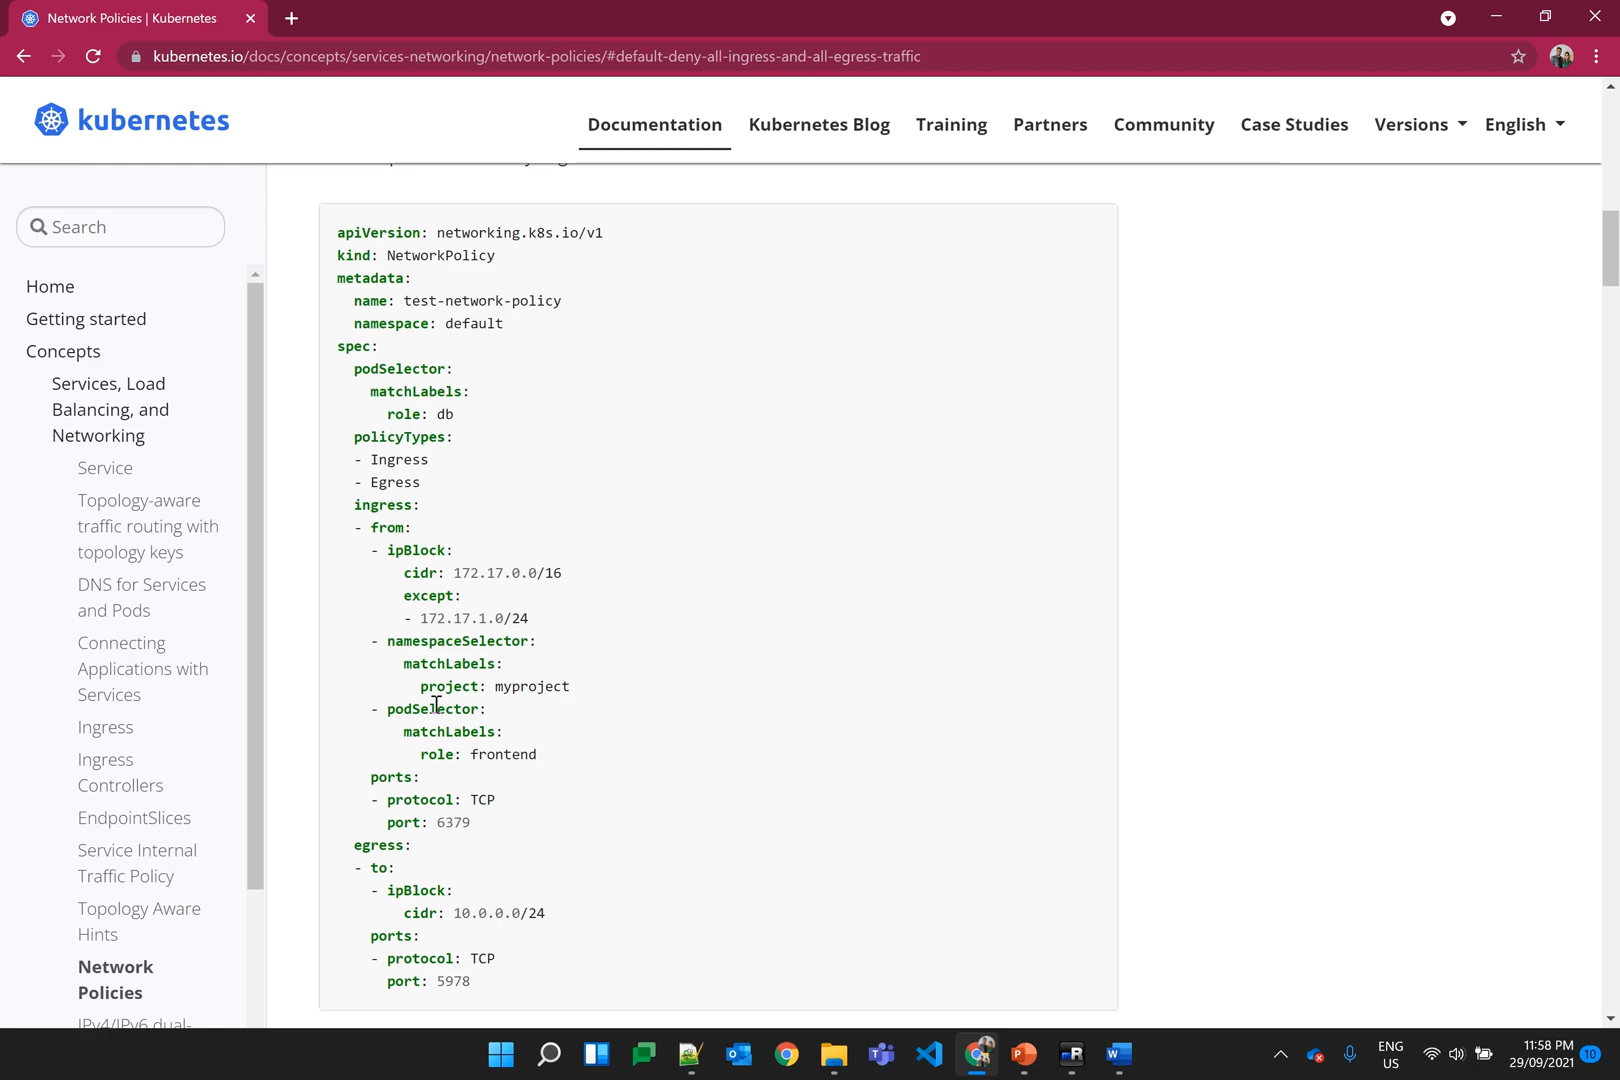 Network Policies | Kubernetes
kubernetes.io/docs/concepts/services-networking/network-policies/#default-deny-all-ingress-and-all-egress-traffic
kubernetes
Documentation
Kubernetes Blog
Training
Partners
Community
Case Studies
Versions
English
Search
Home
Getting started
Concepts
Services, Load
Balancing, and
Networking
Service
Topology-aware
traffic routing with
topology keys
DNS for Services
and Pods
Connecting
Applications with
Services
Ingress
Ingress
Controllers
EndpointSlices
Service Internal
Traffic Policy
Topology Aware
Hints
Network
Policies
IPv4/IPv6 dual-
apiVersion: networking.k8s.io/v1
kind: NetworkPolicy
metadata:
  name: test-network-policy
  namespace: default
spec:
  podSelector:
    matchLabels:
      role: db
  policyTypes:
  - Ingress
  - Egress
  ingress:
  - from:
    - ipBlock:
        cidr: 172.17.0.0/16
        except:
        - 172.17.1.0/24
    - namespaceSelector:
        matchLabels:
          project: myproject
    - podSelector:
        matchLabels:
          role: frontend
    ports:
    - protocol: TCP
      port: 6379
  egress:
  - to:
    - ipBlock:
        cidr: 10.0.0.0/24
    ports:
    - protocol: TCP
      port: 5978
ENG
US
11:58 PM
29/09/2021
10